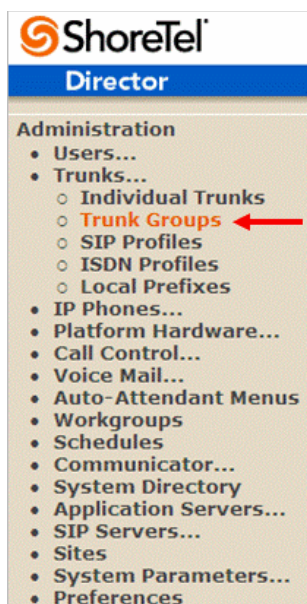 ShoreTel
Director
Administration
• Users...
• Trunks...
○ Individual Trunks
○ Trunk Groups
○ SIP Profiles
○ ISDN Profiles
○ Local Prefixes
• IP Phones...
• Platform Hardware...
• Call Control...
• Voice Mail...
• Auto-Attendant Menus
• Workgroups
• Schedules
• Communicator...
• System Directory
• Application Servers...
• SIP Servers...
• Sites
• System Parameters...
• Preferences